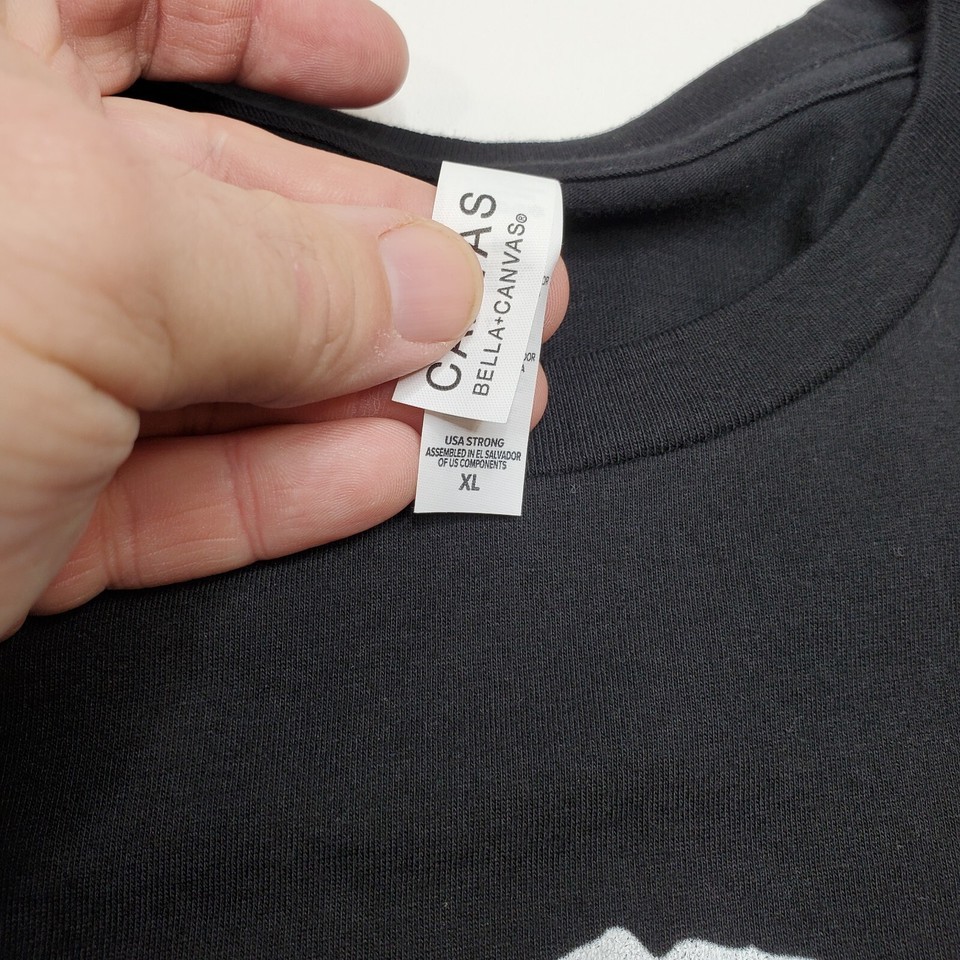 BELLA+CANVAS®
USA STRONG
ASSEMBLED IN EL SALVADOR
OF US COMPONENTS
XL